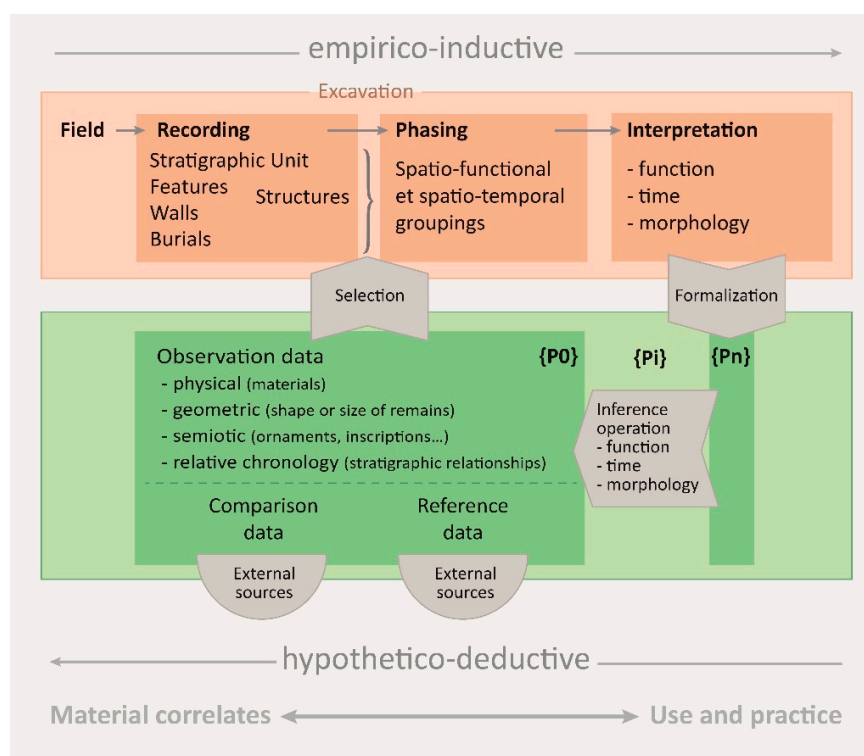 empirico-inductive
Excavation
Field
Recording
Stratigraphic Unit
Features
Walls
Burials
Structures
Phasing
Spatio-functional
et spatio-temporal
groupings
Interpretation
- function
- time
- morphology
Selection
Formalization
Observation data
- physical (materials)
- geometric (shape or size of remains)
- semiotic (ornaments, inscriptions...)
- relative chronology (stratigraphic relationships)
{P0}
{Pi}
{Pn}
Inference
operation
- function
- time
- morphology
Comparison
data
Reference
data
External
sources
External
sources
hypothetico-deductive
Material correlates
Use and practice